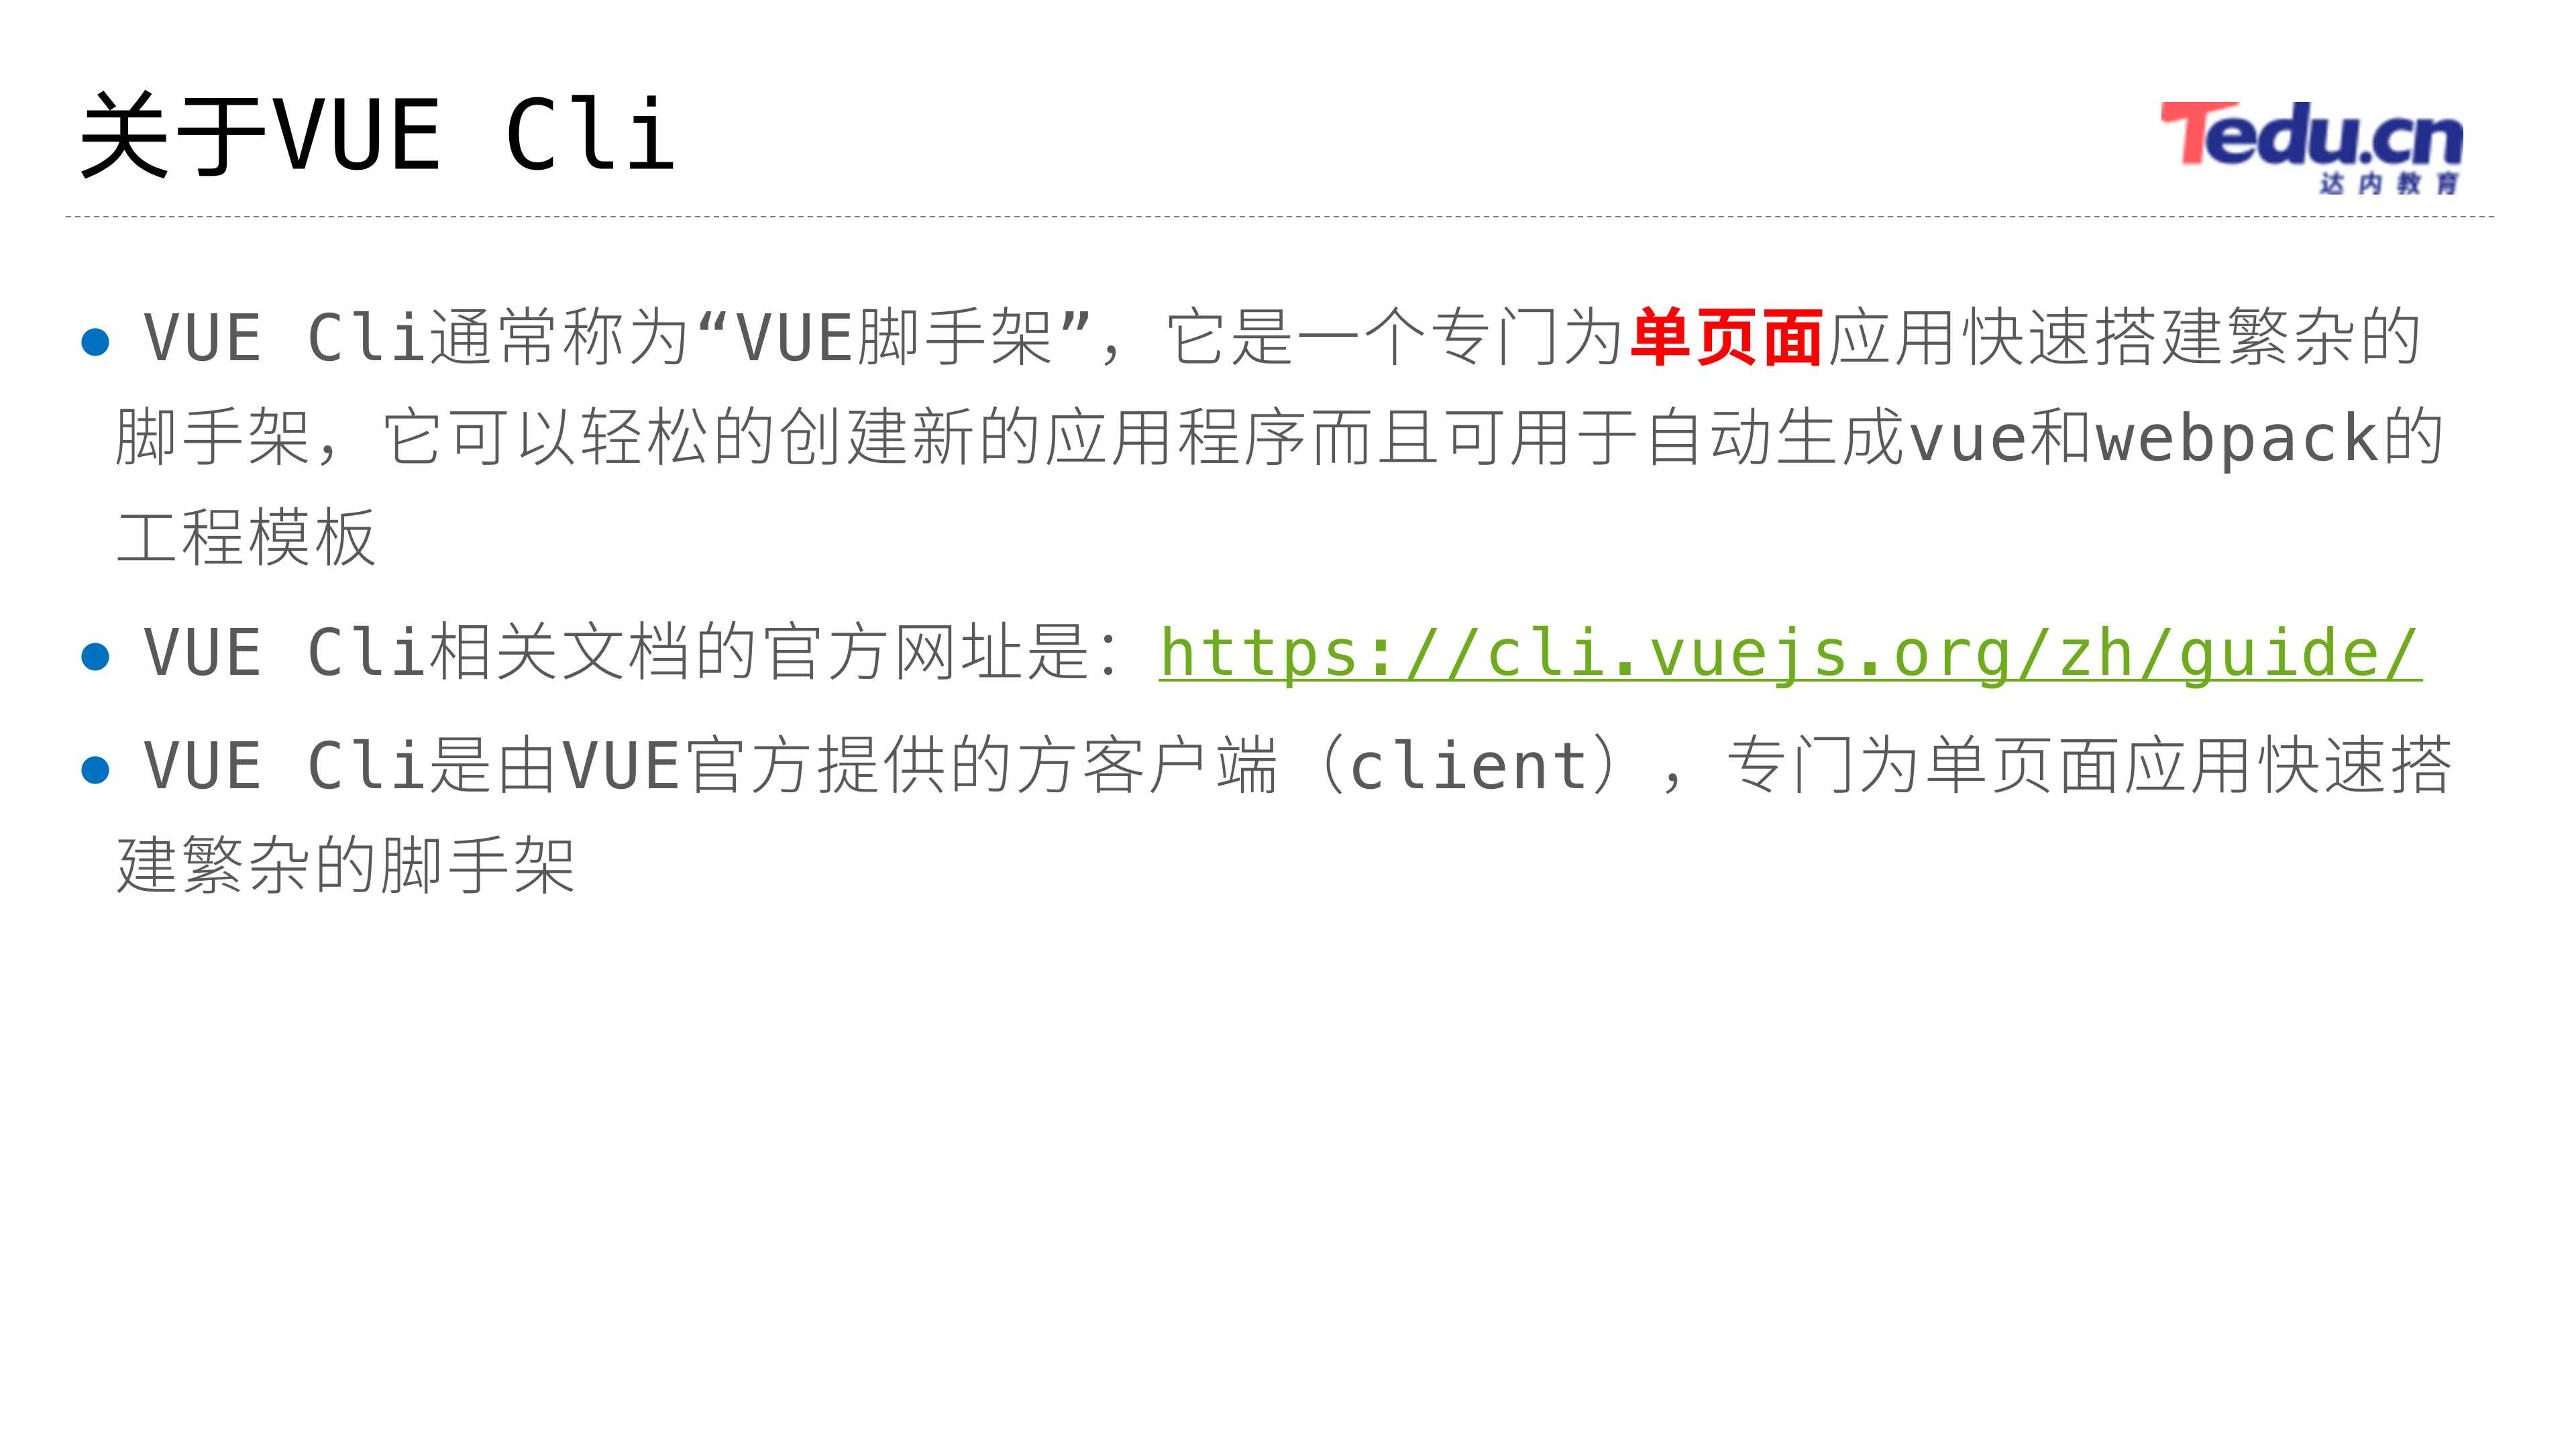 关于VUE Cli
Tedu.cn
达内教育
VUE Cli通常称为“VUE脚手架”，它是一个专门为单页面应用快速搭建繁杂的
脚手架，它可以轻松的创建新的应用程序而且可用于自动生成vue和webpack的
工程模板
VUE Cli相关文档的官方网址是：https://cli.vuejs.org/zh/guide/
VUE Cli是由VUE官方提供的方客户端（client），专门为单页面应用快速搭
建繁杂的脚手架